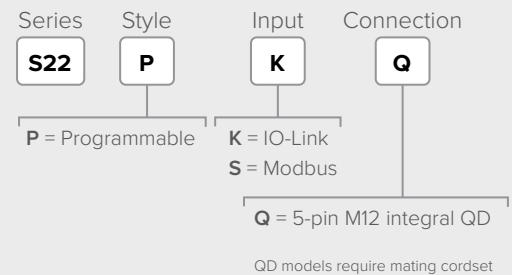 Series Style Input Connection
S22 P K Q
P = Programmable K = IO-Link
S = Modbus
Q = 5-pin M12 integral QD
QD models require mating cordset